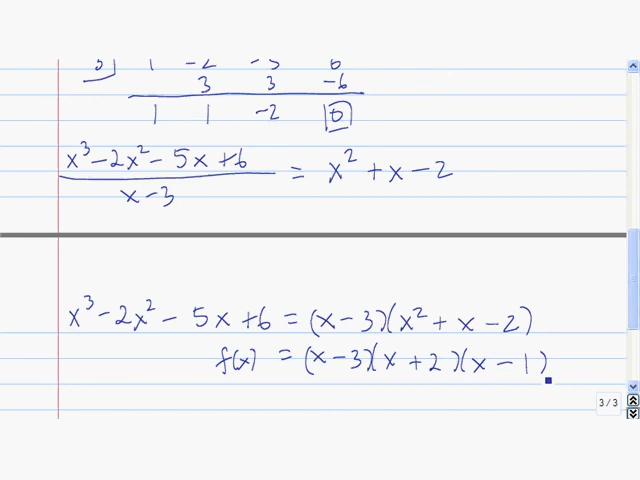 3 | 1 -2 -5 6
3 3 -6
1 1 -2 0
x³ - 2x² - 5x + 6
x - 3
= x² + x - 2
x³ - 2x² - 5x + 6 = (x - 3)(x² + x - 2)
f(x) = (x - 3)(x + 2)(x - 1)
3 / 3